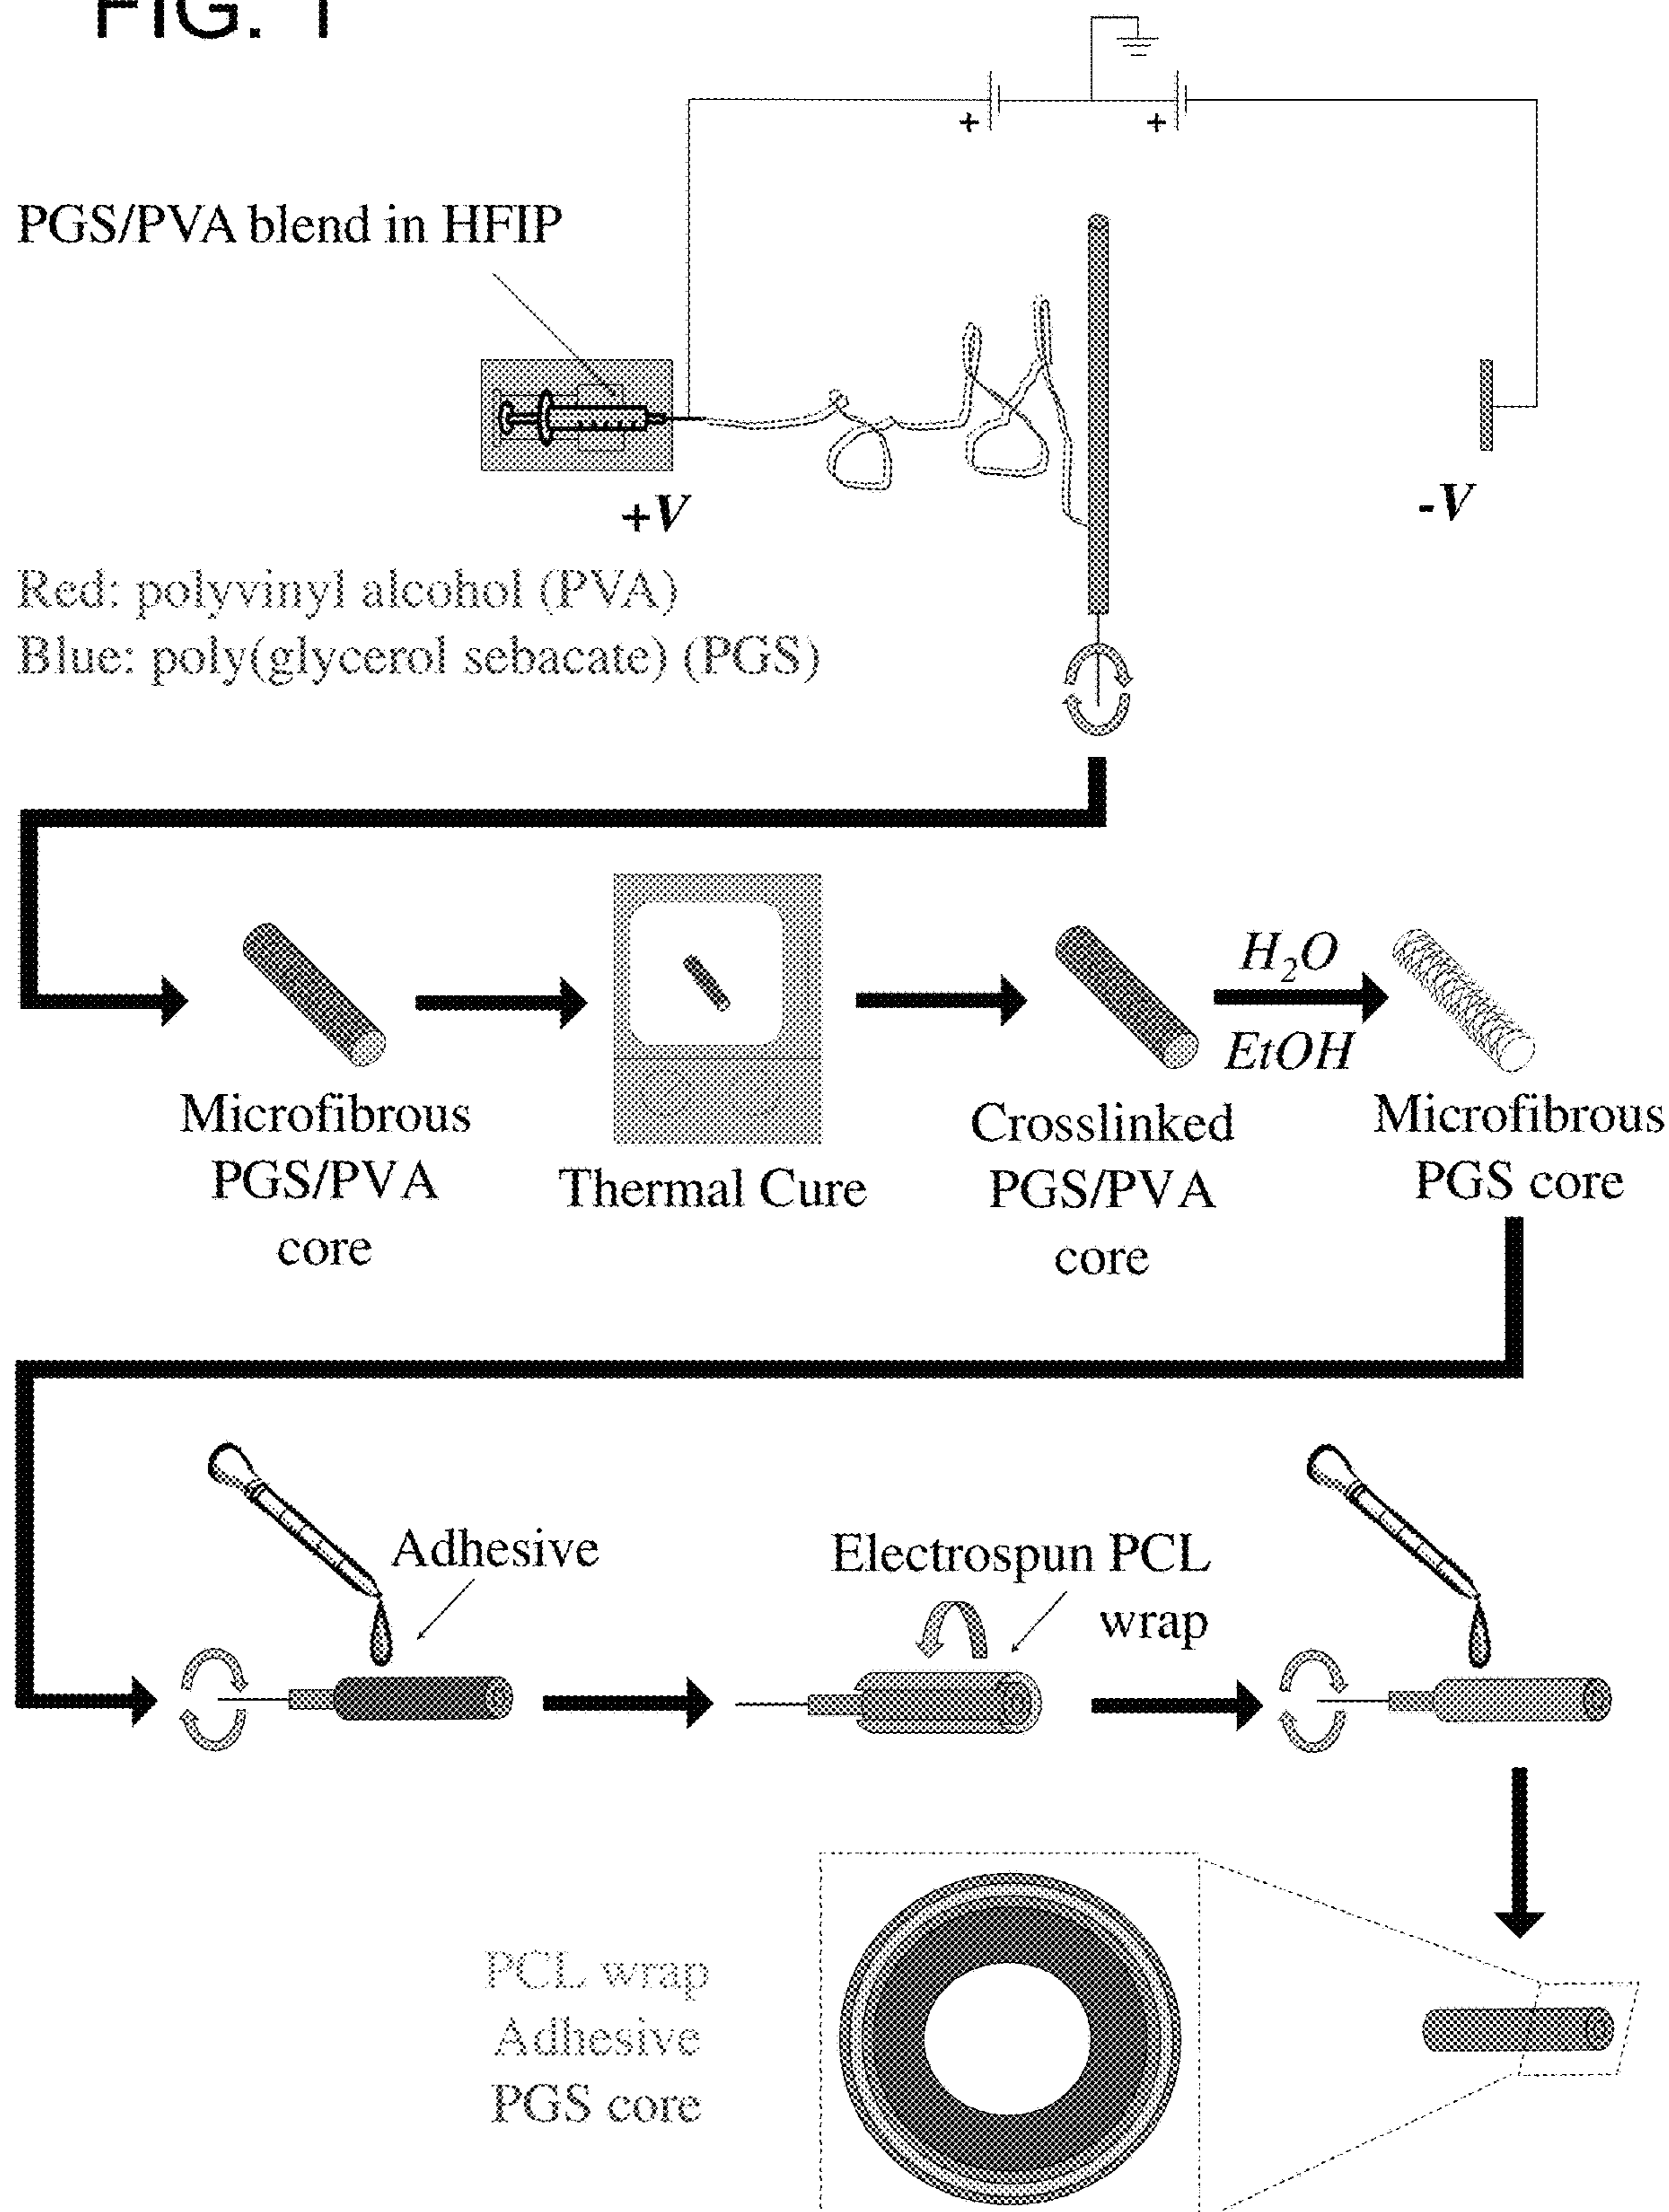 FIG. 1
+
+
PGS/PVA blend in HFIP
+V
-V
Red: polyvinyl alcohol (PVA)
Blue: poly(glycerol sebacate) (PGS)
H2O
EtOH
Microfibrous
PGS/PVA
core
Thermal Cure
Crosslinked
PGS/PVA
core
Microfibrous
PGS core
Adhesive
Electrospun PCL
wrap
PCL wrap
Adhesive
PGS core